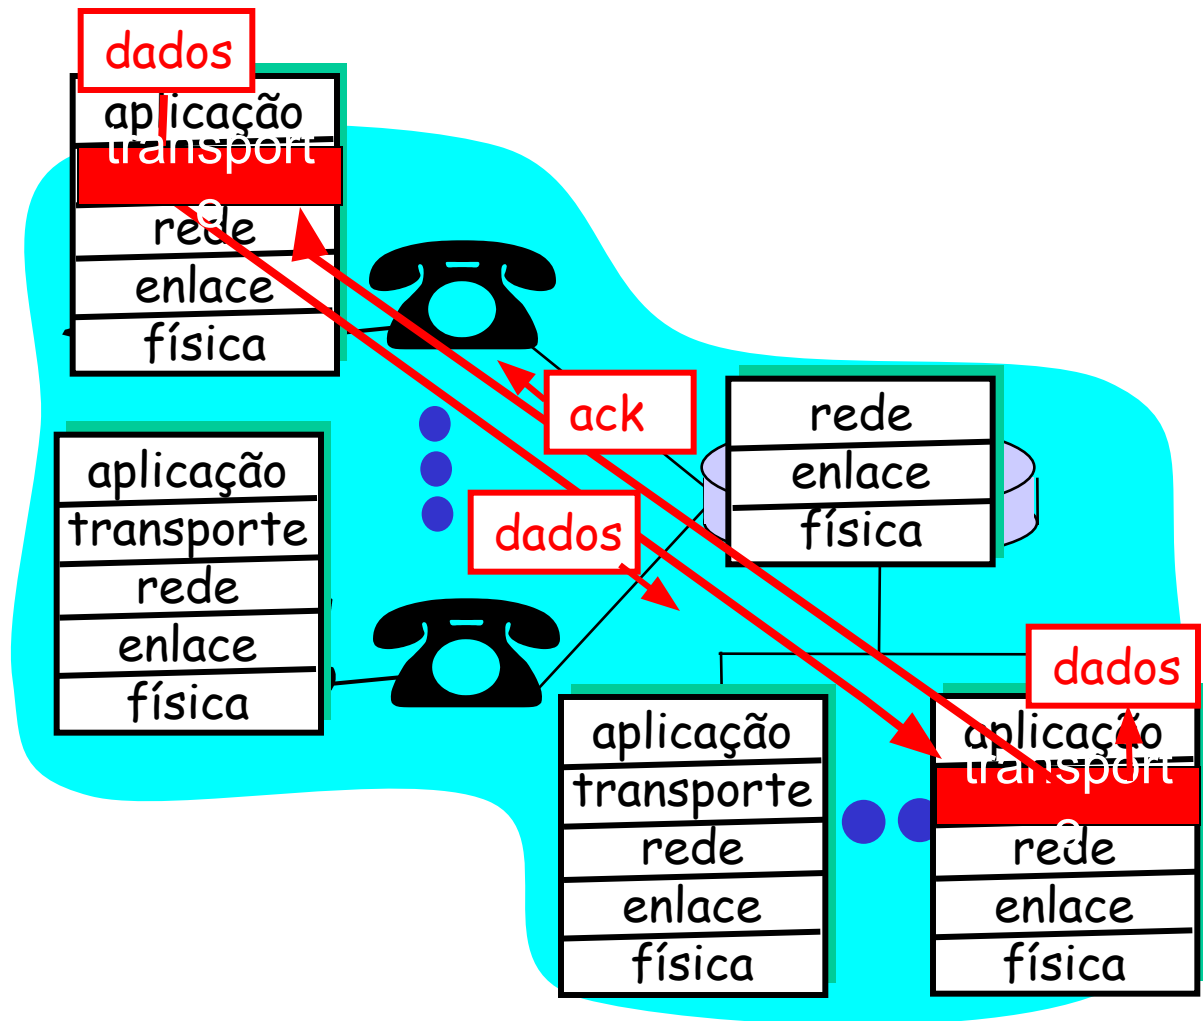 dados
aplicação
transport
e
rede
enlace
física
aplicação
transporte
rede
enlace
física
ack
dados
rede
enlace
física
aplicação
transporte
rede
enlace
física
dados
aplicação
transport
e
rede
enlace
física